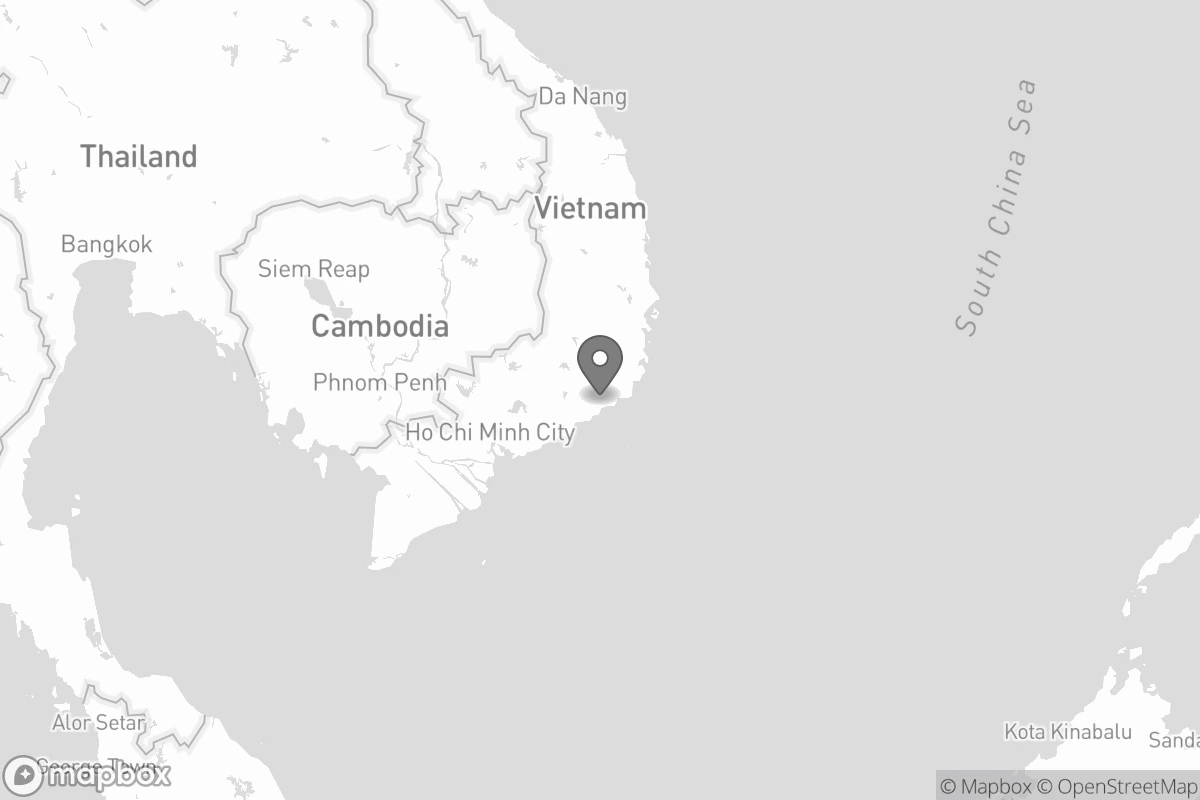 Da Nang
South China Sea
Thailand
Vietnam
Bangkok
Siem Reap
Cambodia
Phnom Penh
Ho Chi Minh City
Alor Setar
Kota Kinabalu
Sanda
George Town
mapbox
© Mapbox © OpenStreetMap